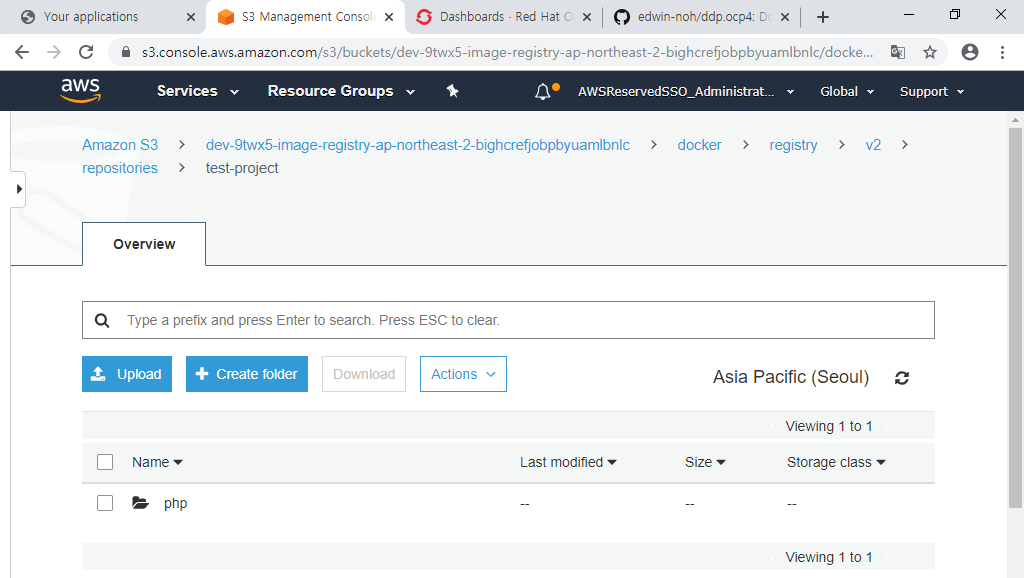 Your applications
S3 Management Consol
Dashboards · Red Hat O
edwin-noh/ddp.ocp4: Do
s3.console.aws.amazon.com/s3/buckets/dev-9twx5-image-registry-ap-northeast-2-bighcrefjobpbyuamlbnlc/docke...
aws Services Resource Groups AWSReservedSSO_Administrat... Global Support
Amazon S3 > dev-9twx5-image-registry-ap-northeast-2-bighcrefjobpbyuamlbnlc > docker > registry > v2 >
repositories > test-project
Overview
Type a prefix and press Enter to search. Press ESC to clear.
Upload + Create folder Download Actions Asia Pacific (Seoul)
Viewing 1 to 1
Name Last modified Size Storage class
php -- -- --
Viewing 1 to 1